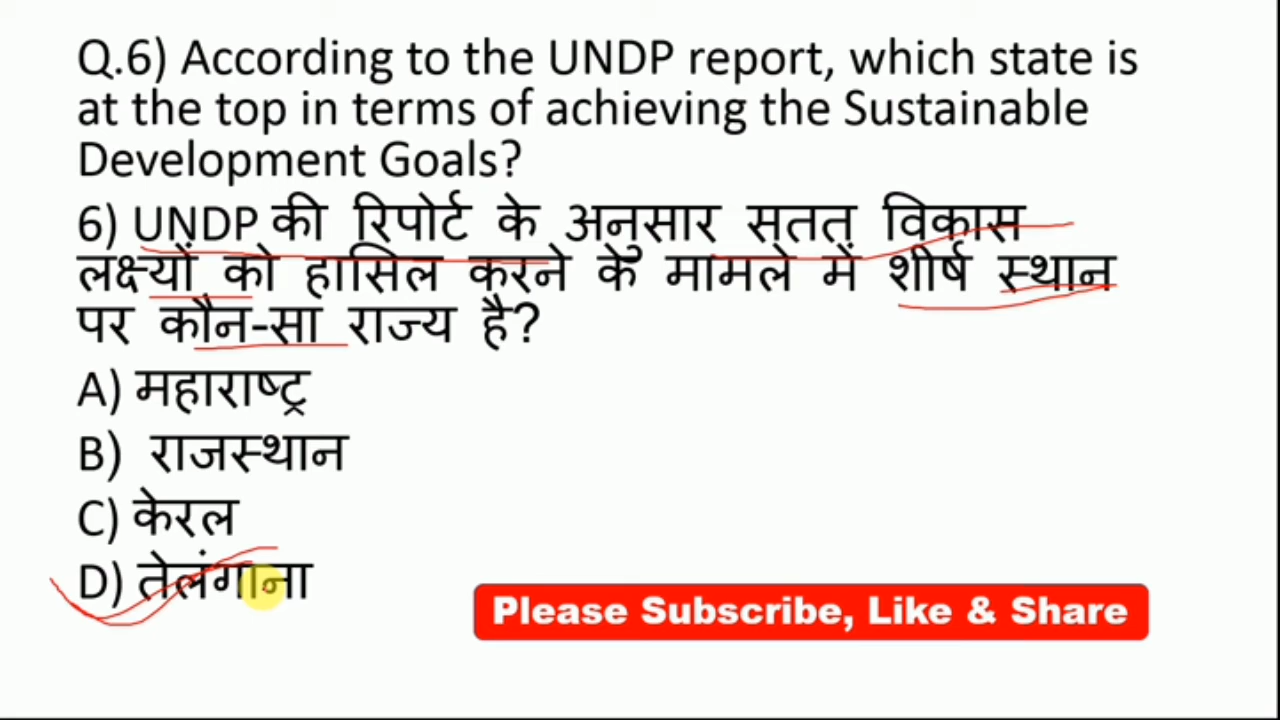 Q.6) According to the UNDP report, which state is
at the top in terms of achieving the Sustainable
Development Goals?
6) UNDP की रिपोर्ट के अनुसार सतत् विकास
लक्ष्यों को हासिल करने के मामले में शीर्ष स्थान
पर कौन-सा राज्य है?
A) महाराष्ट्र
B) राजस्थान
C) केरल
D) तेलंगाना
Please Subscribe, Like & Share